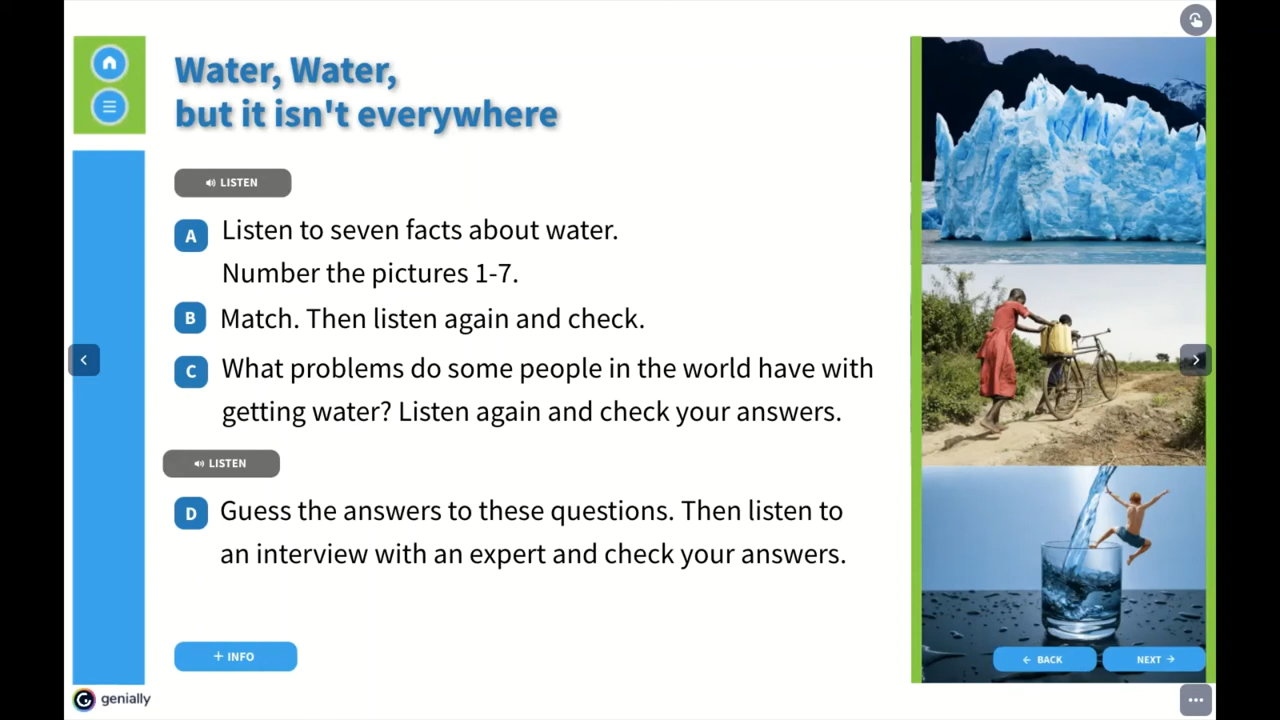 Water, Water,
but it isn't everywhere
LISTEN
A
Listen to seven facts about water.
Number the pictures 1-7.
B
Match. Then listen again and check.
C
What problems do some people in the world have with
getting water? Listen again and check your answers.
LISTEN
D
Guess the answers to these questions. Then listen to
an interview with an expert and check your answers.
+ INFO
← BACK
NEXT →
genially